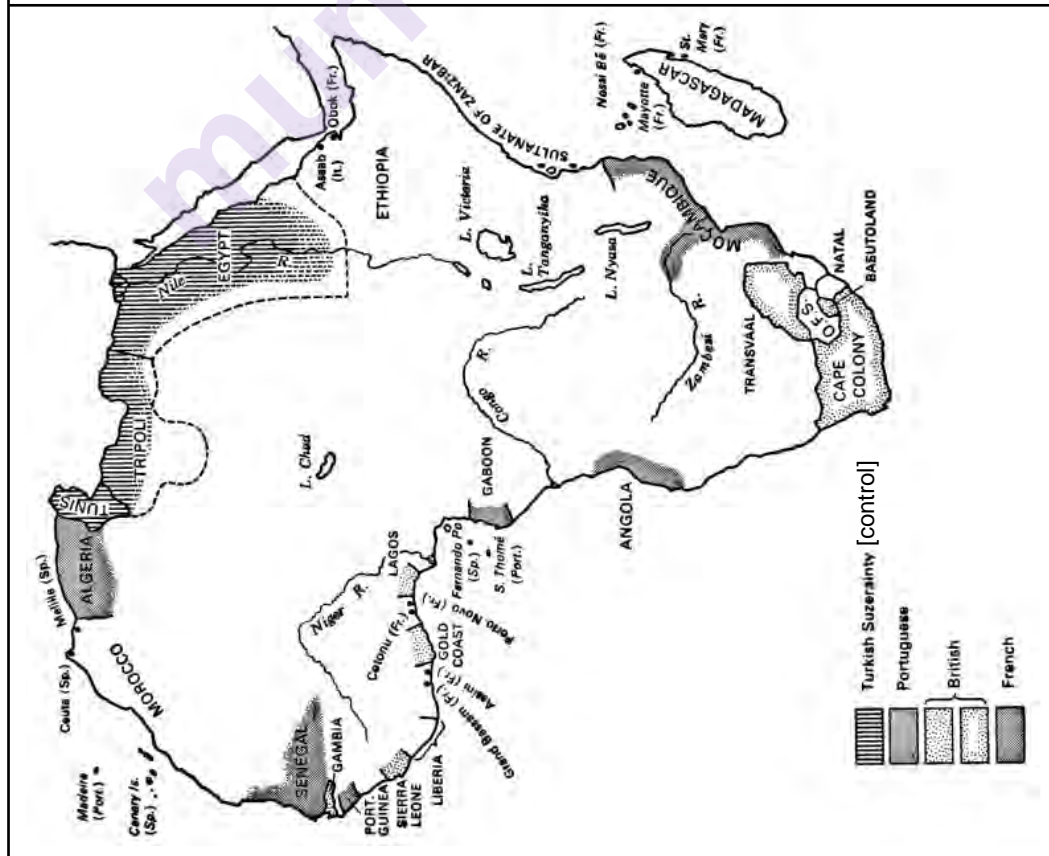 mun
Madeira
(Port.)
Canary Is.
(Sp.)
Ceuta (Sp.)
Melilla (Sp.)
MOROCCO
ALGERIA
TUNIS
TRIPOLI
EGYPT
Nile
R.
Assab
(It.)
Obok (Fr.)
ETHIOPIA
SENEGAL
GAMBIA
PORT.
GUINEA
SIERRA
LEONE
LIBERIA
Grand Bassam (Fr.)
Assini (Fr.)
GOLD
COAST
Cotonu (Fr.)
Porto Novo (Fr.)
LAGOS
Niger
R.
L. Chad
Fernando Po
(Sp.)
S. Thomé
(Port.)
GABOON
Congo
R.
L. Victoria
L.
Tanganyika
L. Nyasa
SULTANATE OF ZANZIBAR
ANGOLA
Zambesi
R.
MOÇAMBIQUE
Nossi Bé (Fr.)
Mayotte
(Fr.)
St.
Mary
(Fr.)
MADAGASCAR
TRANSVAAL
O.F.S.
NATAL
BASUTOLAND
CAPE
COLONY
Turkish Suzerainty [control]
Portuguese
British
French